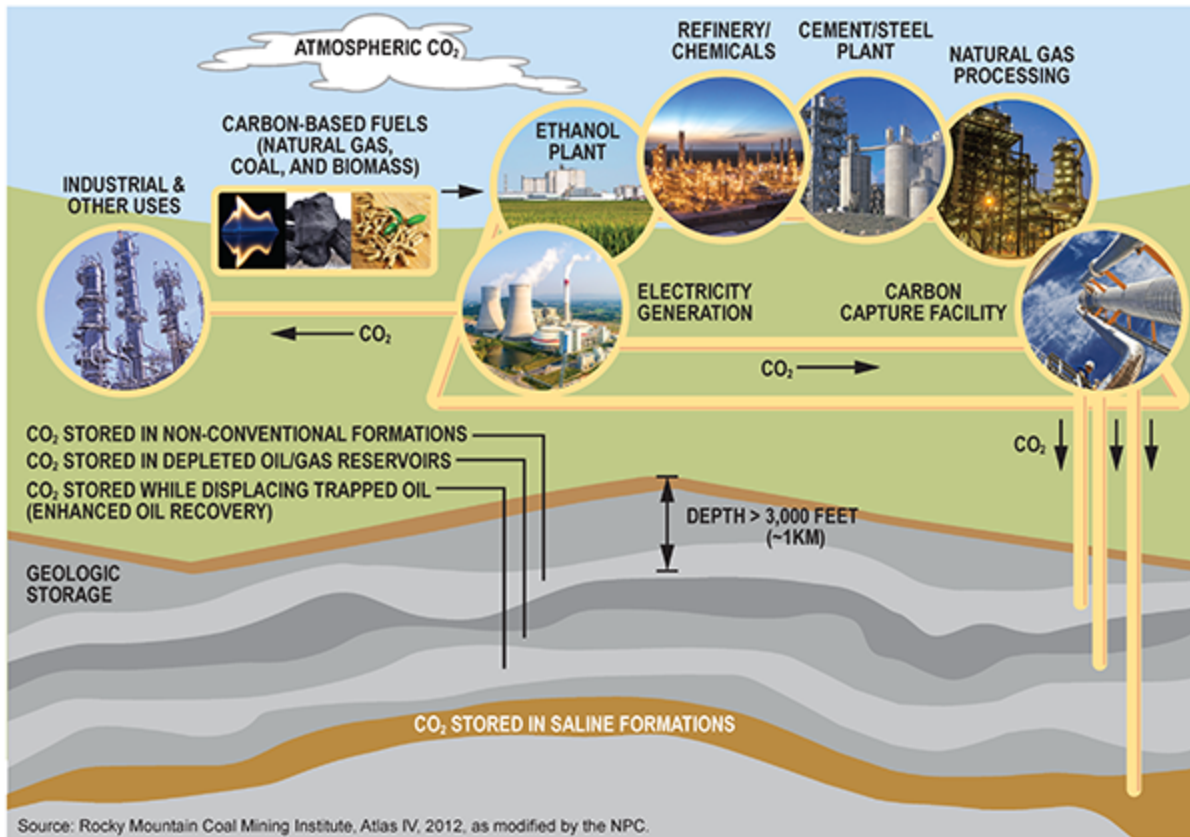 ATMOSPHERIC CO₂
REFINERY/
CHEMICALS
CEMENT/STEEL
PLANT
NATURAL GAS
PROCESSING
CARBON-BASED FUELS
(NATURAL GAS,
COAL, AND BIOMASS)
ETHANOL
PLANT
INDUSTRIAL &
OTHER USES
ELECTRICITY
GENERATION
CARBON
CAPTURE FACILITY
CO₂
CO₂
CO₂ STORED IN NON-CONVENTIONAL FORMATIONS
CO₂ STORED IN DEPLETED OIL/GAS RESERVOIRS
CO₂ STORED WHILE DISPLACING TRAPPED OIL
(ENHANCED OIL RECOVERY)
CO₂
DEPTH > 3,000 FEET
(~1KM)
GEOLOGIC
STORAGE
CO₂ STORED IN SALINE FORMATIONS
Source: Rocky Mountain Coal Mining Institute, Atlas IV, 2012, as modified by the NPC.